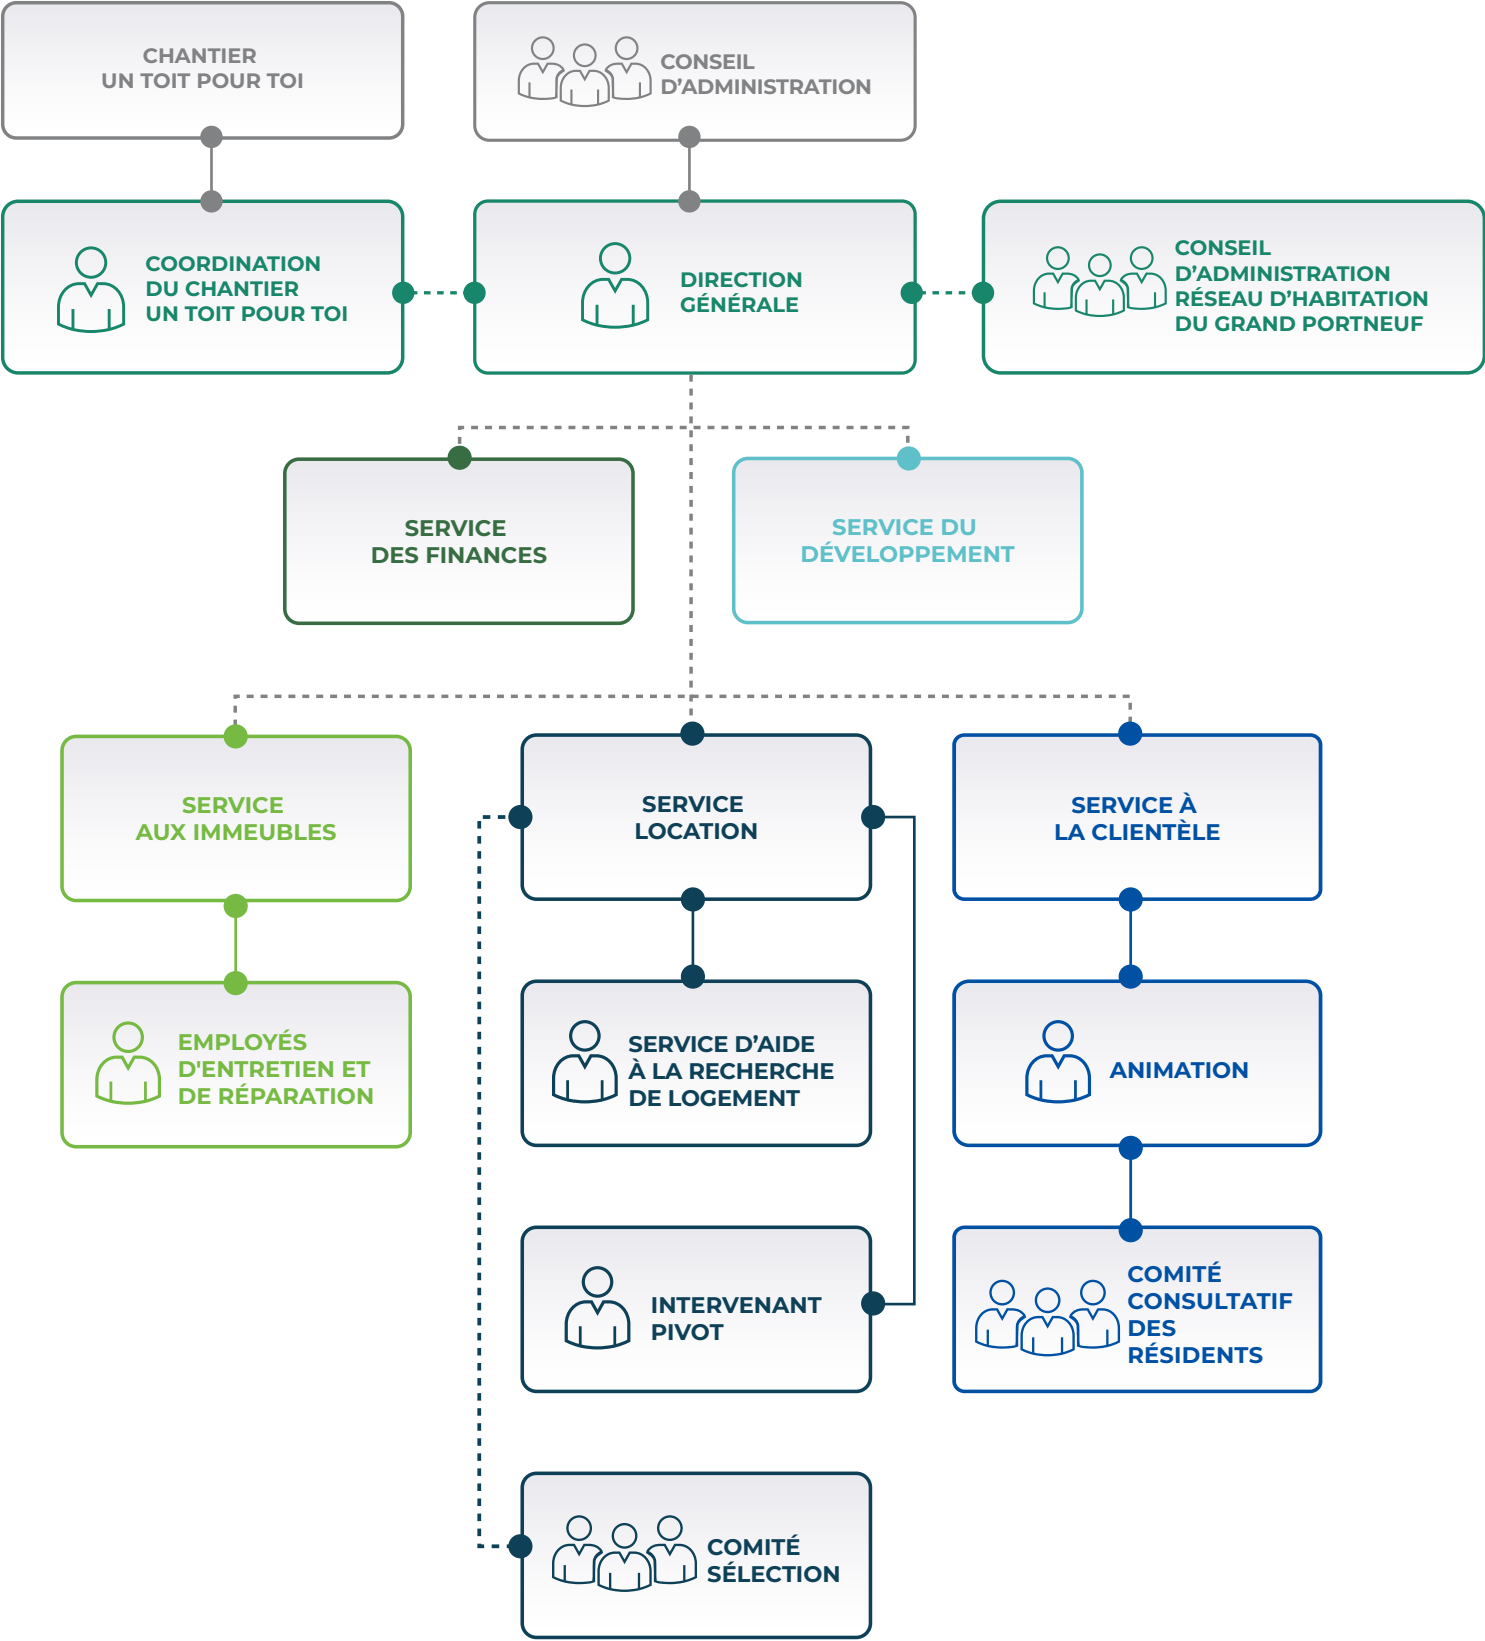 CHANTIER
UN TOIT POUR TOI
CONSEIL
D’ADMINISTRATION
COORDINATION
DU CHANTIER
UN TOIT POUR TOI
DIRECTION
GÉNÉRALE
CONSEIL
D’ADMINISTRATION
RÉSEAU D’HABITATION
DU GRAND PORTNEUF
SERVICE
DES FINANCES
SERVICE DU
DÉVELOPPEMENT
SERVICE
AUX IMMEUBLES
SERVICE
LOCATION
SERVICE À
LA CLIENTÈLE
EMPLOYÉS
D'ENTRETIEN ET
DE RÉPARATION
SERVICE D’AIDE
À LA RECHERCHE
DE LOGEMENT
ANIMATION
INTERVENANT
PIVOT
COMITÉ
CONSULTATIF
DES
RÉSIDENTS
COMITÉ
SÉLECTION